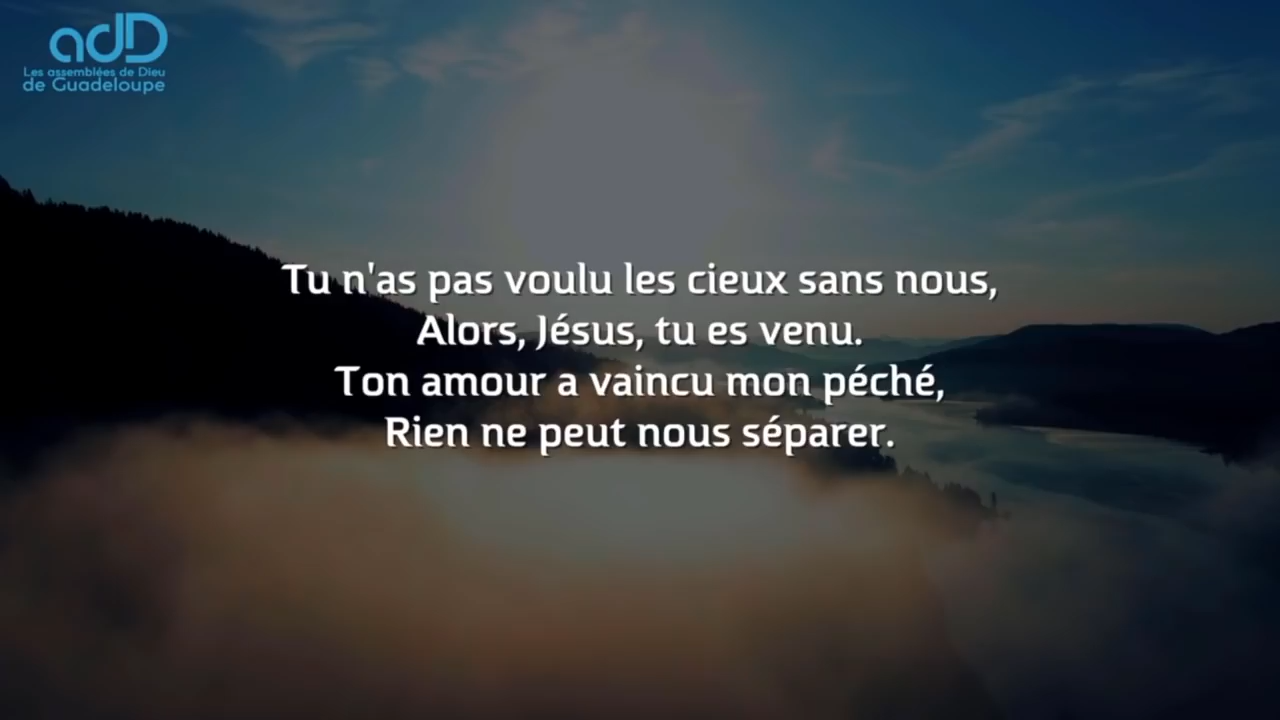 adD
Les assemblées de Dieu
de Guadeloupe
Tu n'as pas voulu les cieux sans nous,
Alors, Jésus, tu es venu.
Ton amour a vaincu mon péché,
Rien ne peut nous séparer.